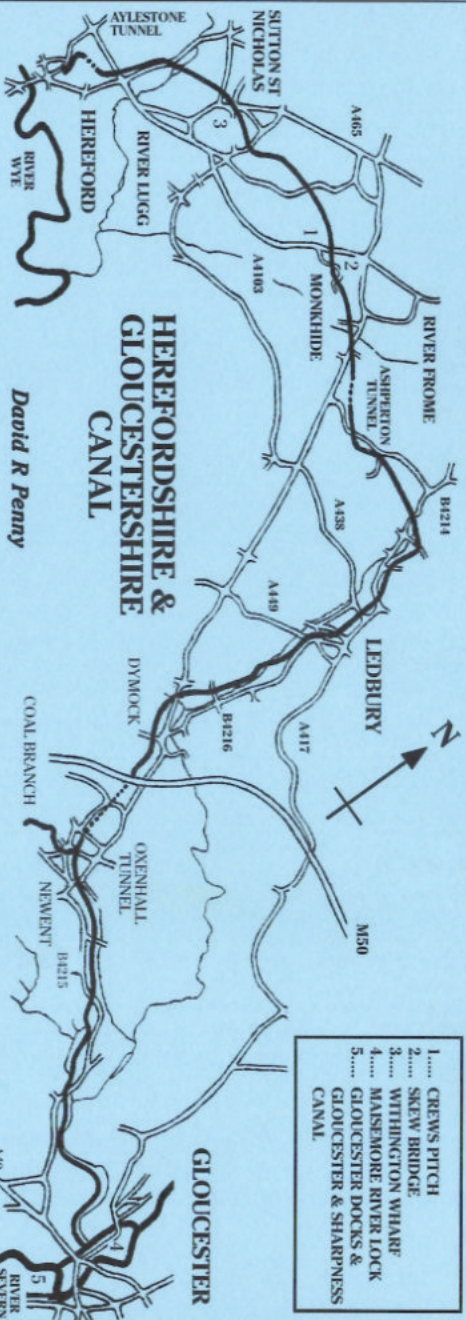 HEREFORDSHIRE &
GLOUCESTERSHIRE
CANAL
David R Penny
AYLESTONE
TUNNEL
SUTTON ST
NICHOLAS
HEREFORD
RIVER
WYE
RIVER LUGG
3
A465
1
2
MONKHIDE
A4103
RIVER FROME
ASHPERTON
TUNNEL
B4214
A438
A449
LEDBURY
A417
B4216
DYMOCK
N
M50
COAL BRANCH
OXENHALL
TUNNEL
NEWENT
B4215
GLOUCESTER
4
5
RIVER
SEVERN
1.... CREWS PITCH
2.... SKEW BRIDGE
3.... WITHINGTON WHARF
4.... MAISEMORE RIVER LOCK
5.... GLOUCESTER DOCKS &
GLOUCESTER & SHARPNESS
CANAL